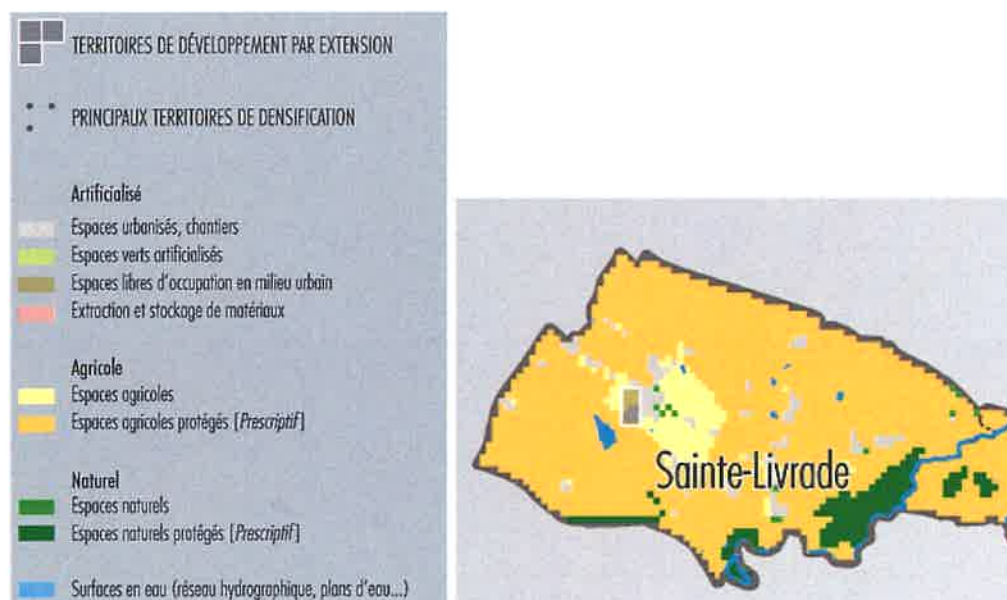 TERRITOIRES DE DÉVELOPPEMENT PAR EXTENSION
PRINCIPAUX TERRITOIRES DE DENSIFICATION
Artificialisé
Espaces urbanisés, chantiers
Espaces verts artificialisés
Espaces libres d'occupation en milieu urbain
Extraction et stockage de matériaux
Agricole
Espaces agricoles
Espaces agricoles protégés [Prescriptif]
Naturel
Espaces naturels
Espaces naturels protégés [Prescriptif]
Surfaces en eau (réseau hydrographique, plans d'eau...)
Sainte-Livrade